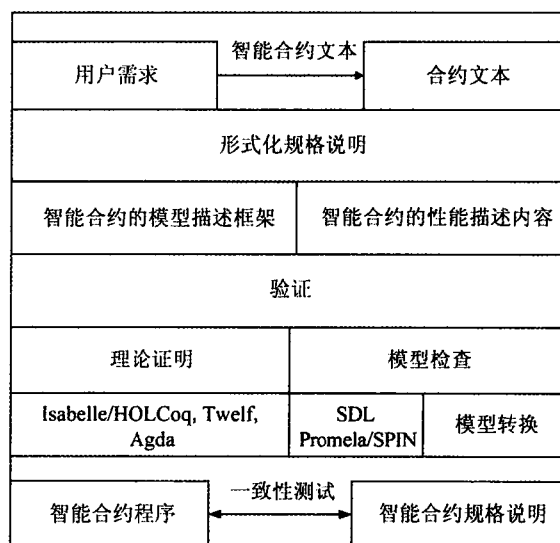 智能合约文本
用户需求
合约文本
形式化规格说明
智能合约的模型描述框架
智能合约的性能描述内容
验证
理论证明
模型检查
Isabelle/HOLCoq, Twelf,
Agda
SDL
Promela/SPIN
模型转换
一致性测试
智能合约程序
智能合约规格说明